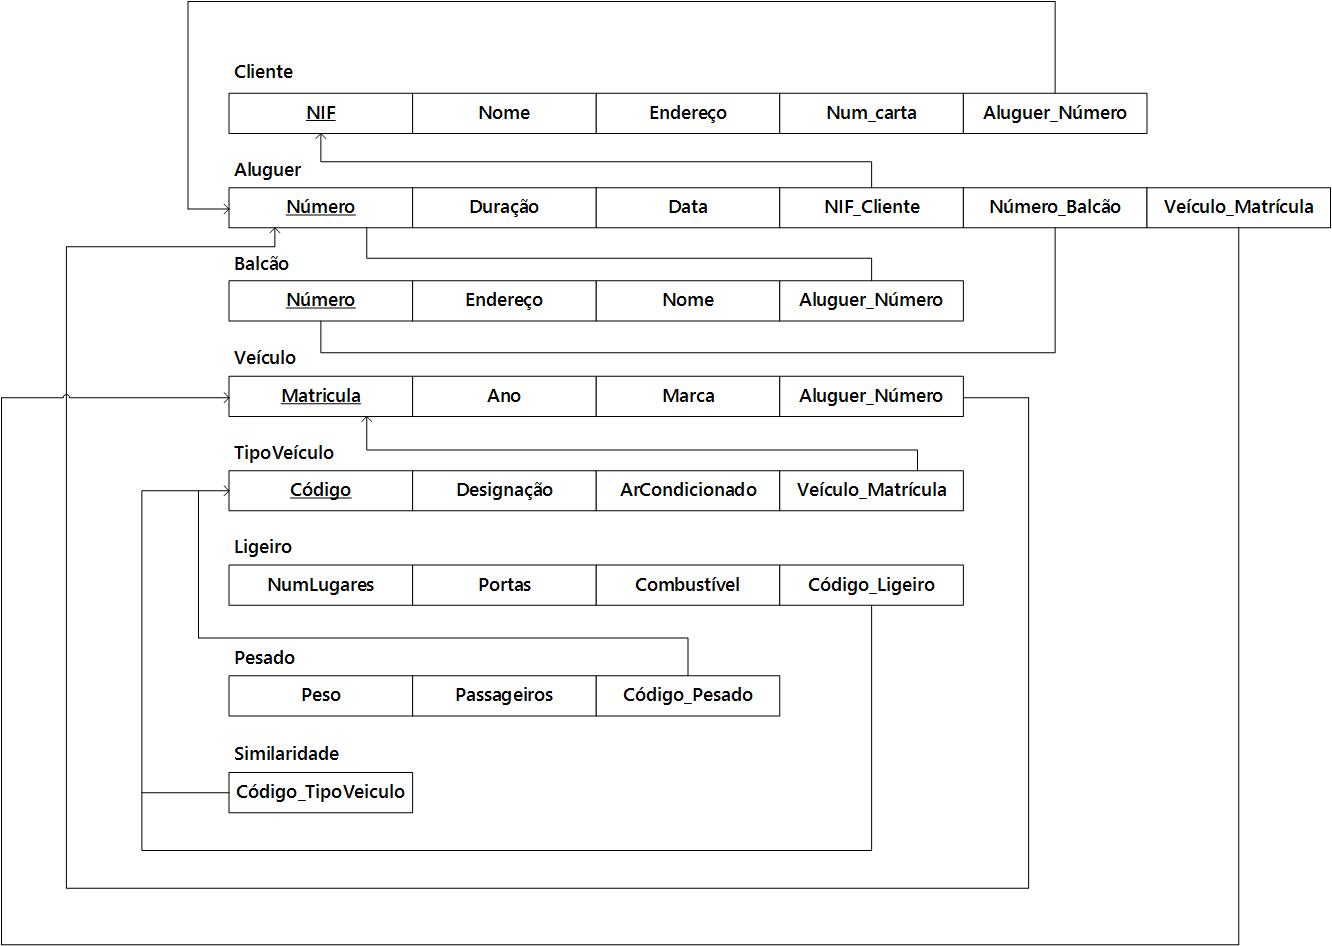 Cliente
NIF Nome Endereço Num_carta Aluguer_Número
Aluguer
Número Duração Data NIF_Cliente Número_Balcão Veículo_Matrícula
Balcão
Número Endereço Nome Aluguer_Número
Veículo
Matricula Ano Marca Aluguer_Número
TipoVeículo
Código Designação ArCondicionado Veículo_Matrícula
Ligeiro
NumLugares Portas Combustível Código_Ligeiro
Pesado
Peso Passageiros Código_Pesado
Similaridade
Código_TipoVeiculo